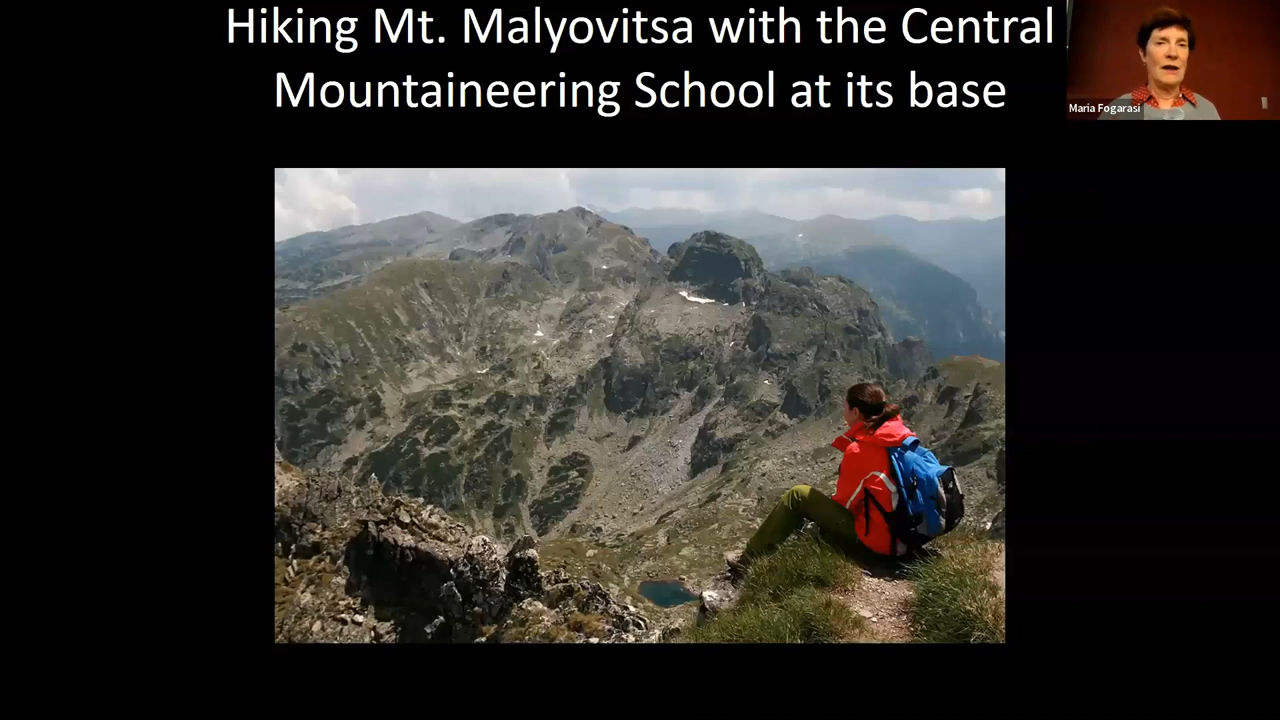 Hiking Mt. Malyovitsa with the Central
Mountaineering School at its base
Maria Fogarasi